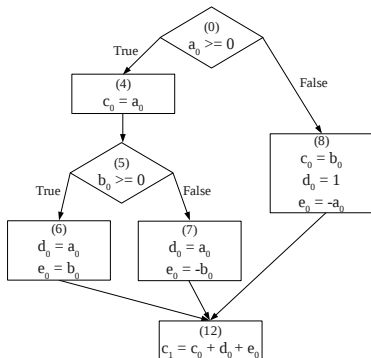 (0)
a₀ >= 0
True
False
(4)
c₀ = a₀
(5)
b₀ >= 0
True
False
(8)
c₀ = b₀
d₀ = 1
e₀ = -a₀
(6)
d₀ = a₀
e₀ = b₀
(7)
d₀ = a₀
e₀ = -b₀
(12)
c₁ = c₀ + d₀ + e₀